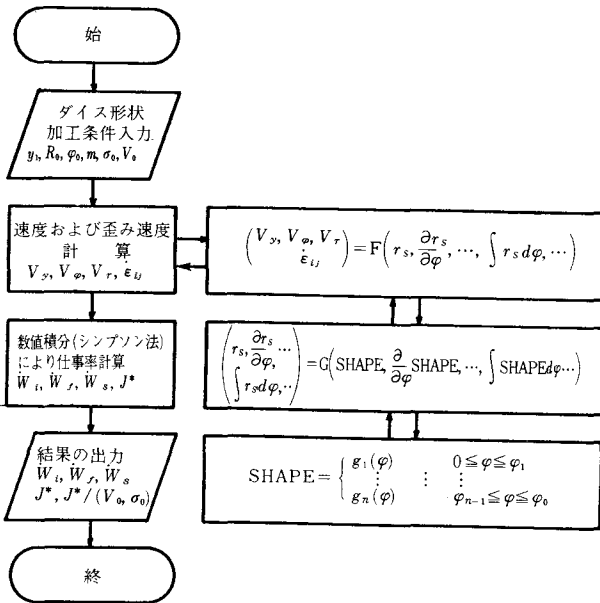 始
ダイス形状
加工条件入力
y₁, R₀, φ₀, m, σ₀, V₀
速度および歪み速度
計 算
V_y, V_φ, V_r, ε̇_ij
数値積分(シンプソン法)
により仕事率計算
Ẇ_i, Ẇ_f, Ẇ_s, J*
結果の出力
Ẇ_i, Ẇ_f, Ẇ_s
J*, J*/(V₀, σ₀)
終
(V_y, V_φ, V_r
ε̇_ij) = F(r_s, ∂r_s/∂φ, …, ∫ r_s dφ, …)
(r_s, ∂r_s/∂φ, …
∫ r_s dφ, ‥) = G(SHAPE, ∂/∂φ SHAPE, …, ∫ SHAPEdφ…)
SHAPE = { g₁(φ) 0≦φ≦φ₁
⋮ ⋮ ⋮
g_n(φ) φ_{n-1}≦φ≦φ₀